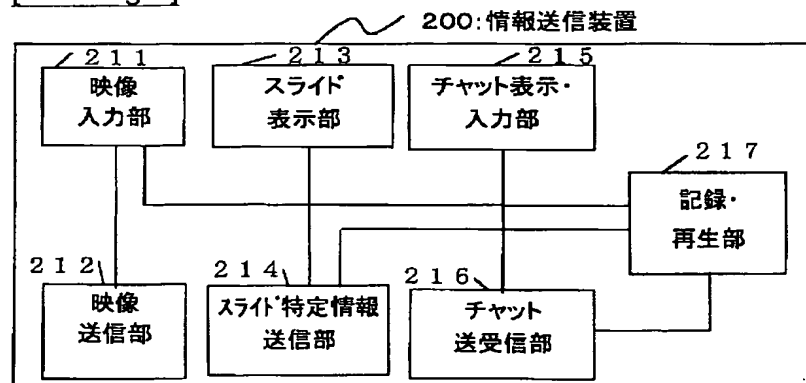 200:情報送信装置
211
映像
入力部
213
スライド
表示部
215
チャット表示・
入力部
217
記録・
再生部
212
映像
送信部
214
スライド特定情報
送信部
216
チャット
送受信部